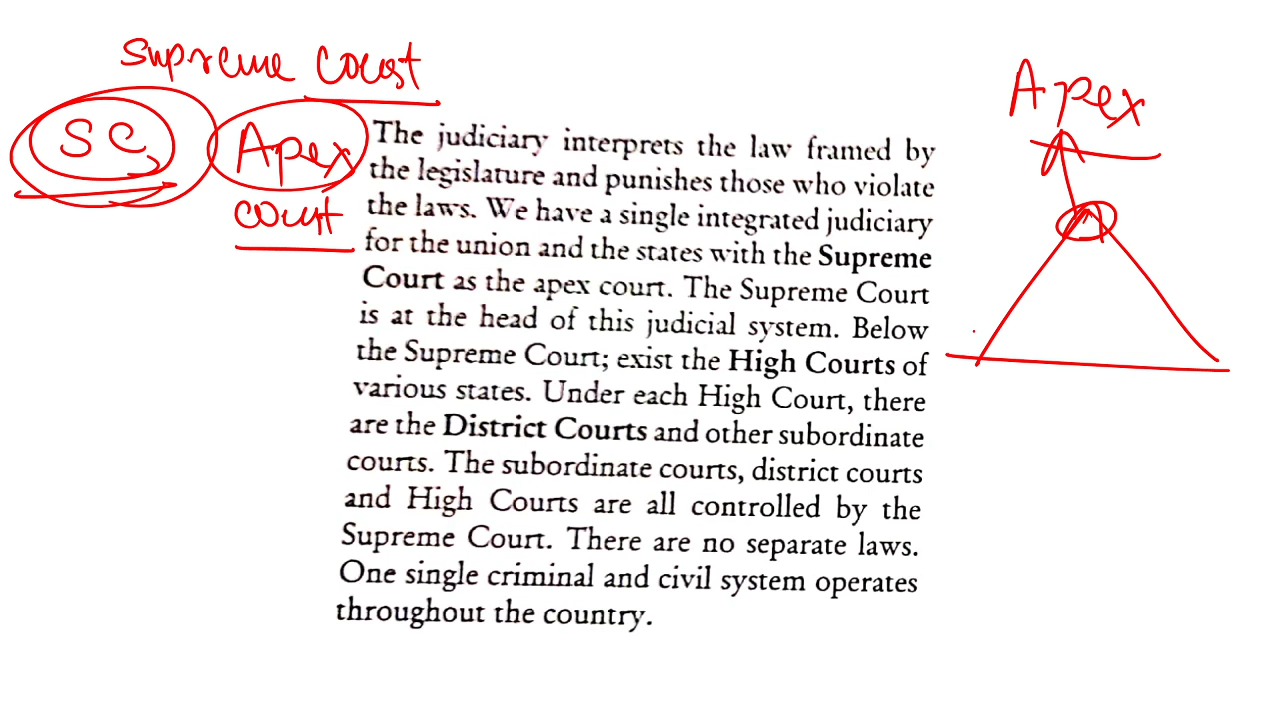 Supreme Court
SC
Apex
court
Apex
The judiciary interprets the law framed by
the legislature and punishes those who violate
the laws. We have a single integrated judiciary
for the union and the states with the Supreme
Court as the apex court. The Supreme Court
is at the head of this judicial system. Below
the Supreme Court; exist the High Courts of
various states. Under each High Court, there
are the District Courts and other subordinate
courts. The subordinate courts, district courts
and High Courts are all controlled by the
Supreme Court. There are no separate laws.
One single criminal and civil system operates
throughout the country.